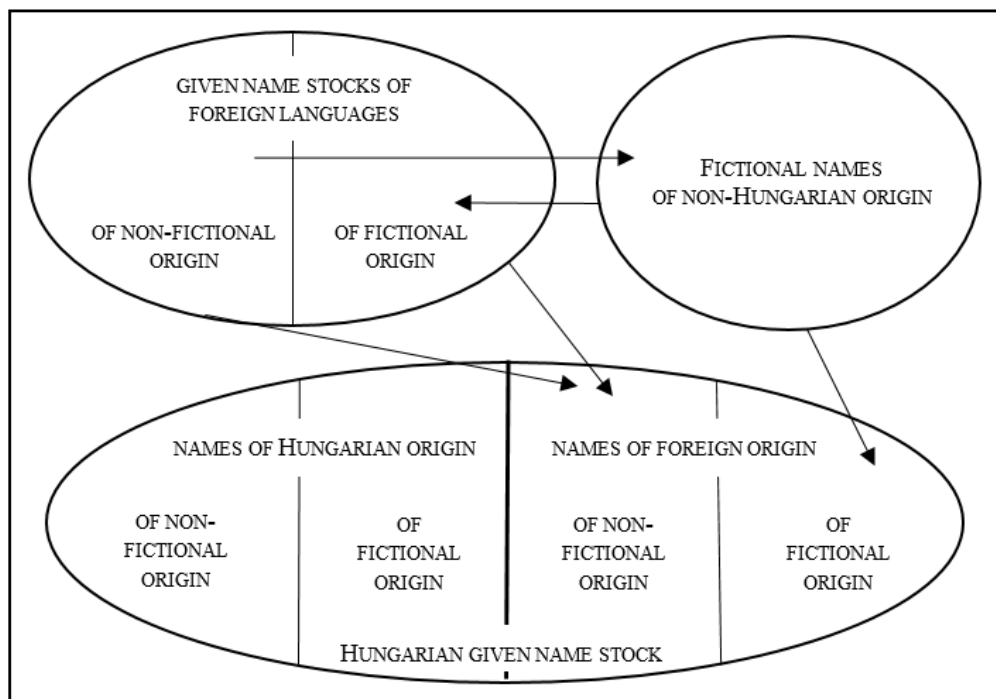 GIVEN NAME STOCKS OF
FOREIGN LANGUAGES
OF NON-FICTIONAL
ORIGIN
OF FICTIONAL
ORIGIN
FICTIONAL NAMES
OF NON-HUNGARIAN ORIGIN
NAMES OF HUNGARIAN ORIGIN
NAMES OF FOREIGN ORIGIN
OF NON-
FICTIONAL
ORIGIN
OF
FICTIONAL
ORIGIN
OF NON-
FICTIONAL
ORIGIN
OF
FICTIONAL
ORIGIN
HUNGARIAN GIVEN NAME STOCK